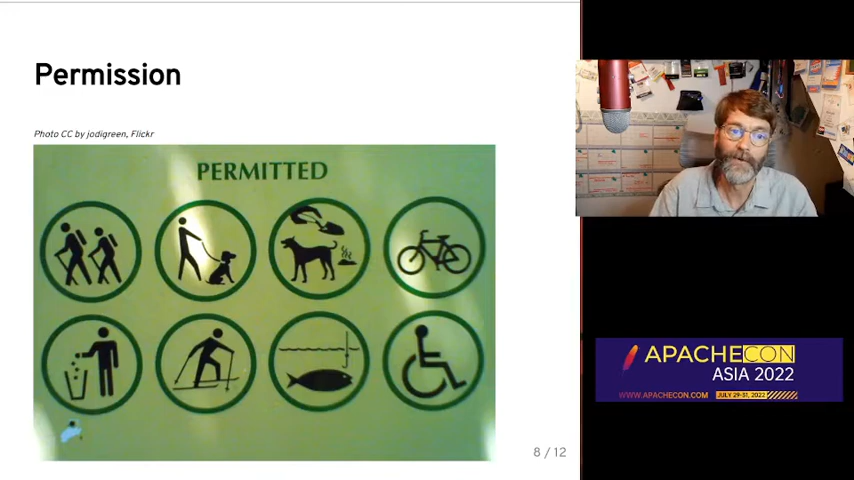 Permission
Photo CC by jodigreen, Flickr
PERMITTED
8 / 12
APACHECON
ASIA 2022
WWW.APACHECON.COM
JULY 29-31, 2022